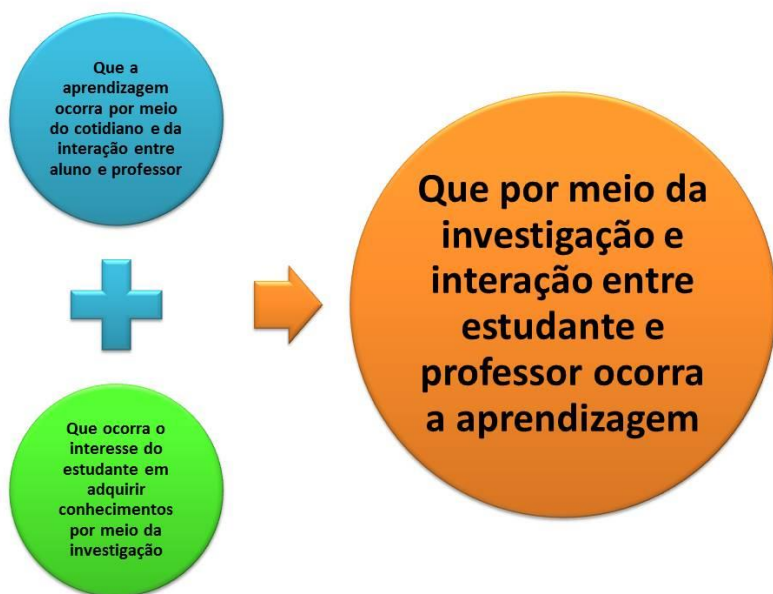 Que a
aprendizagem
ocorra por meio
do cotidiano e da
interação entre
aluno e professor
Que ocorra o
interesse do
estudante em
adquirir
conhecimentos
por meio da
investigação
Que por meio da
investigação e
interação entre
estudante e
professor ocorra
a aprendizagem